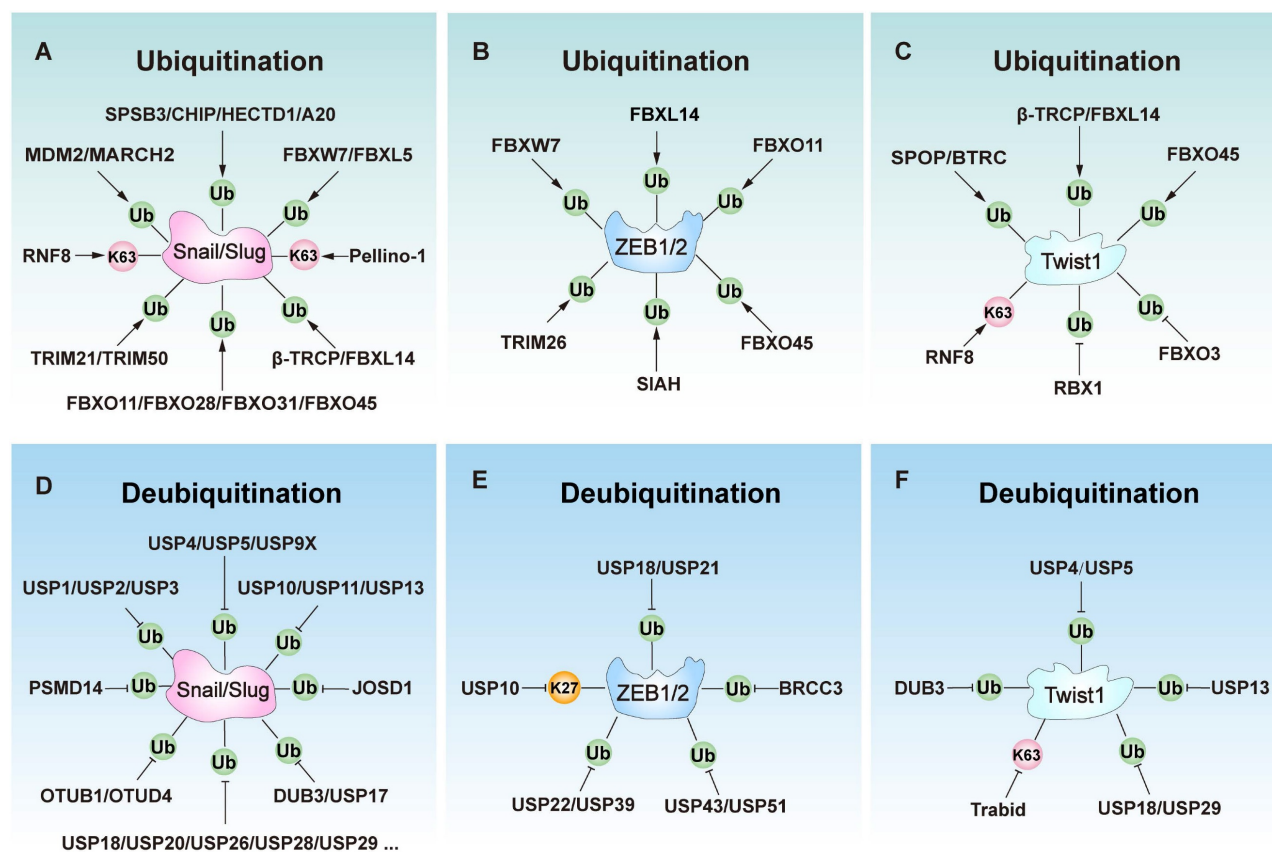 A
Ubiquitination
SPSB3/CHIP/HECTD1/A20
MDM2/MARCH2
FBXW7/FBXL5
Ub
Ub
Ub
RNF8
K63
Snail/Slug
K63
Pellino-1
Ub
Ub
Ub
TRIM21/TRIM50
β-TRCP/FBXL14
FBXO11/FBXO28/FBXO31/FBXO45
B
Ubiquitination
FBXL14
FBXW7
FBXO11
Ub
Ub
Ub
ZEB1/2
Ub
Ub
Ub
TRIM26
FBXO45
SIAH
C
Ubiquitination
β-TRCP/FBXL14
SPOP/BTRC
FBXO45
Ub
Ub
Ub
Twist1
K63
Ub
Ub
RNF8
FBXO3
RBX1
D
Deubiquitination
USP4/USP5/USP9X
USP1/USP2/USP3
USP10/USP11/USP13
Ub
Ub
Ub
PSMD14
Ub
Snail/Slug
Ub
JOSD1
Ub
Ub
Ub
OTUB1/OTUD4
DUB3/USP17
USP18/USP20/USP26/USP28/USP29 ...
E
Deubiquitination
USP18/USP21
Ub
USP10
K27
ZEB1/2
Ub
BRCC3
Ub
Ub
USP22/USP39
USP43/USP51
F
Deubiquitination
USP4/USP5
Ub
DUB3
Ub
Twist1
Ub
USP13
K63
Ub
Trabid
USP18/USP29